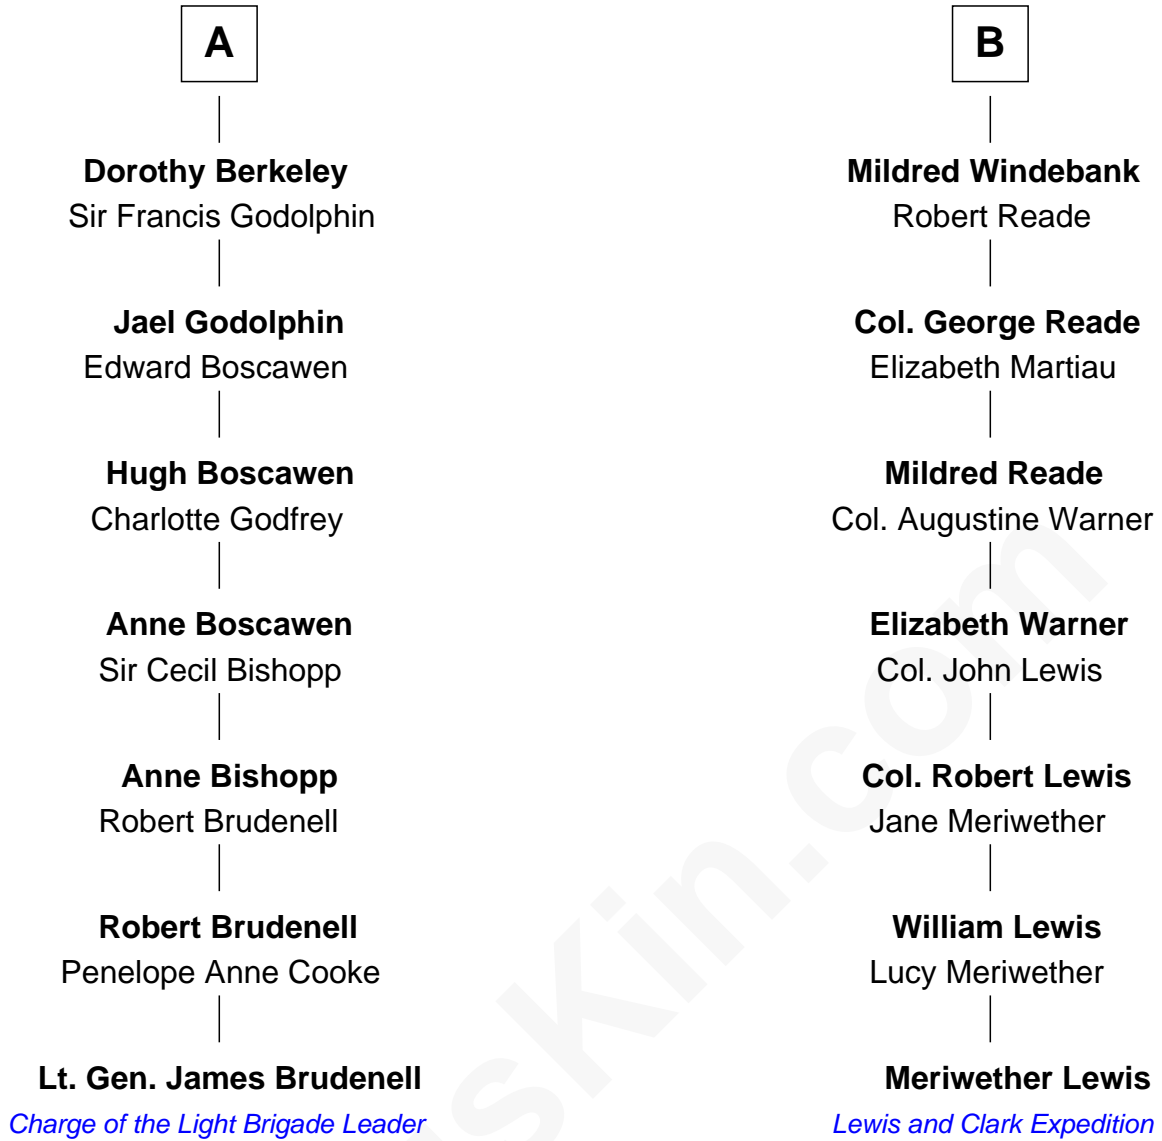 A
Dorothy Berkeley
Sir Francis Godolphin
Jael Godolphin
Edward Boscawen
Hugh Boscawen
Charlotte Godfrey
Anne Boscawen
Sir Cecil Bishopp
Anne Bishopp
Robert Brudenell
Robert Brudenell
Penelope Anne Cooke
Lt. Gen. James Brudenell
Charge of the Light Brigade Leader
B
Mildred Windebank
Robert Reade
Col. George Reade
Elizabeth Martiau
Mildred Reade
Col. Augustine Warner
Elizabeth Warner
Col. John Lewis
Col. Robert Lewis
Jane Meriwether
William Lewis
Lucy Meriwether
Meriwether Lewis
Lewis and Clark Expedition